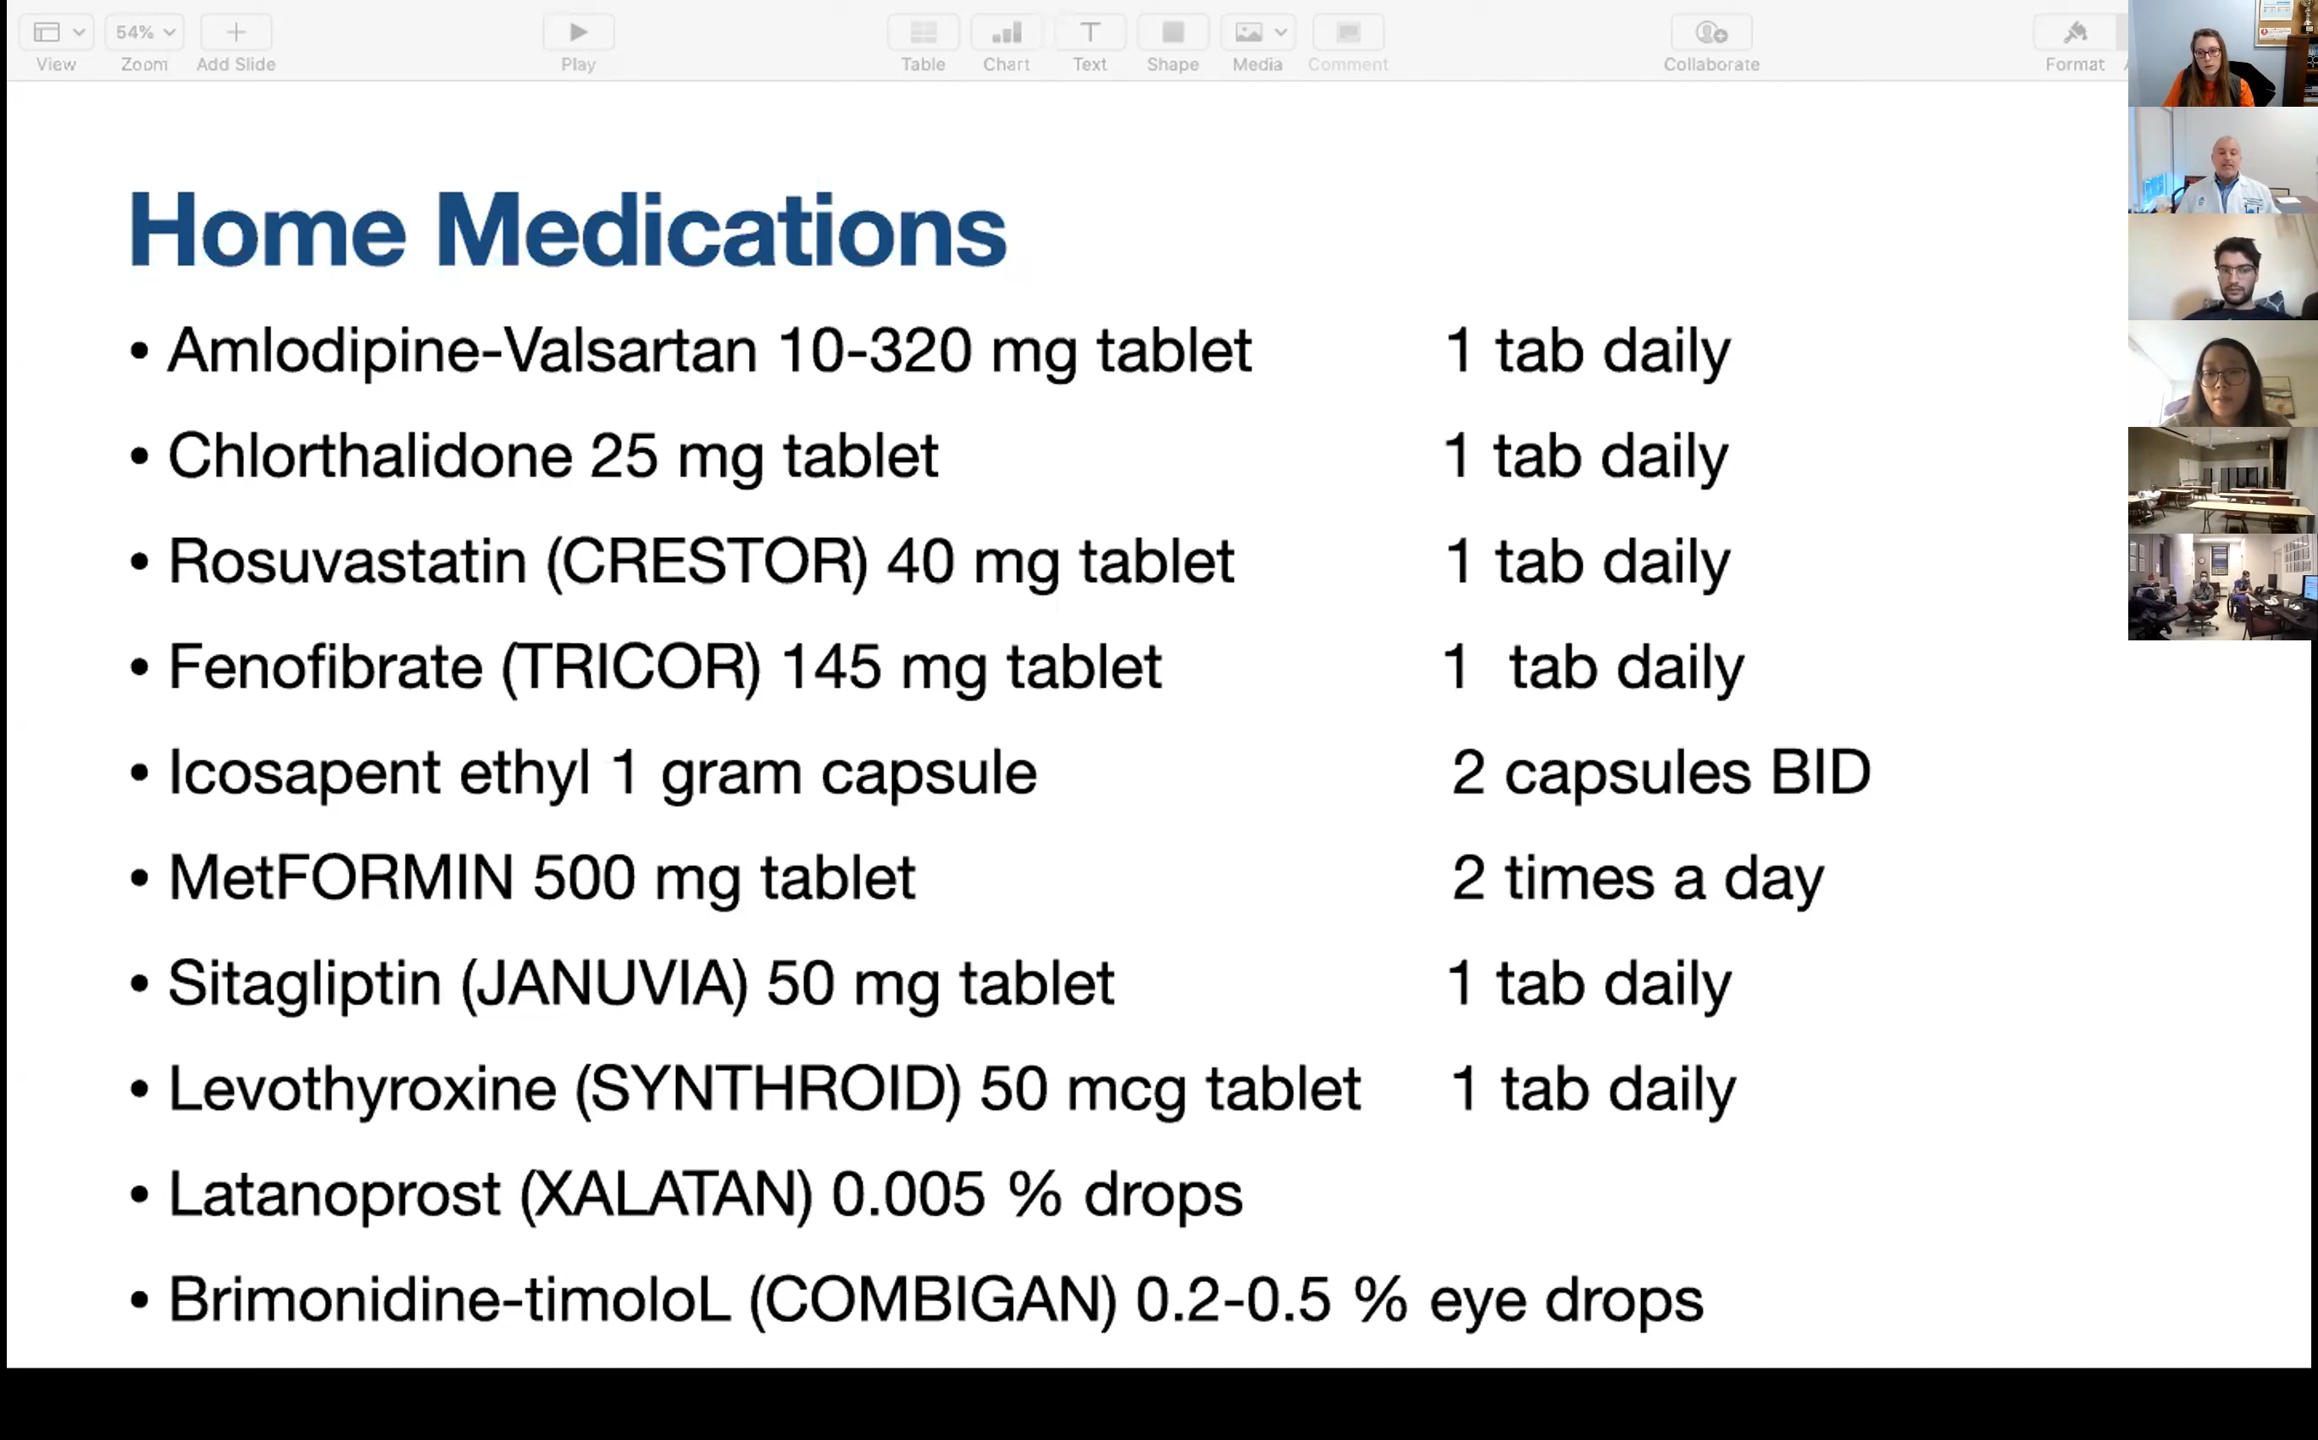 54%
View Zoom Add Slide Play Table Chart Text Shape Media Comment Collaborate Format
Home Medications
• Amlodipine-Valsartan 10-320 mg tablet 1 tab daily
• Chlorthalidone 25 mg tablet 1 tab daily
• Rosuvastatin (CRESTOR) 40 mg tablet 1 tab daily
• Fenofibrate (TRICOR) 145 mg tablet 1 tab daily
• Icosapent ethyl 1 gram capsule 2 capsules BID
• MetFORMIN 500 mg tablet 2 times a day
• Sitagliptin (JANUVIA) 50 mg tablet 1 tab daily
• Levothyroxine (SYNTHROID) 50 mcg tablet 1 tab daily
• Latanoprost (XALATAN) 0.005 % drops
• Brimonidine-timoloL (COMBIGAN) 0.2-0.5 % eye drops